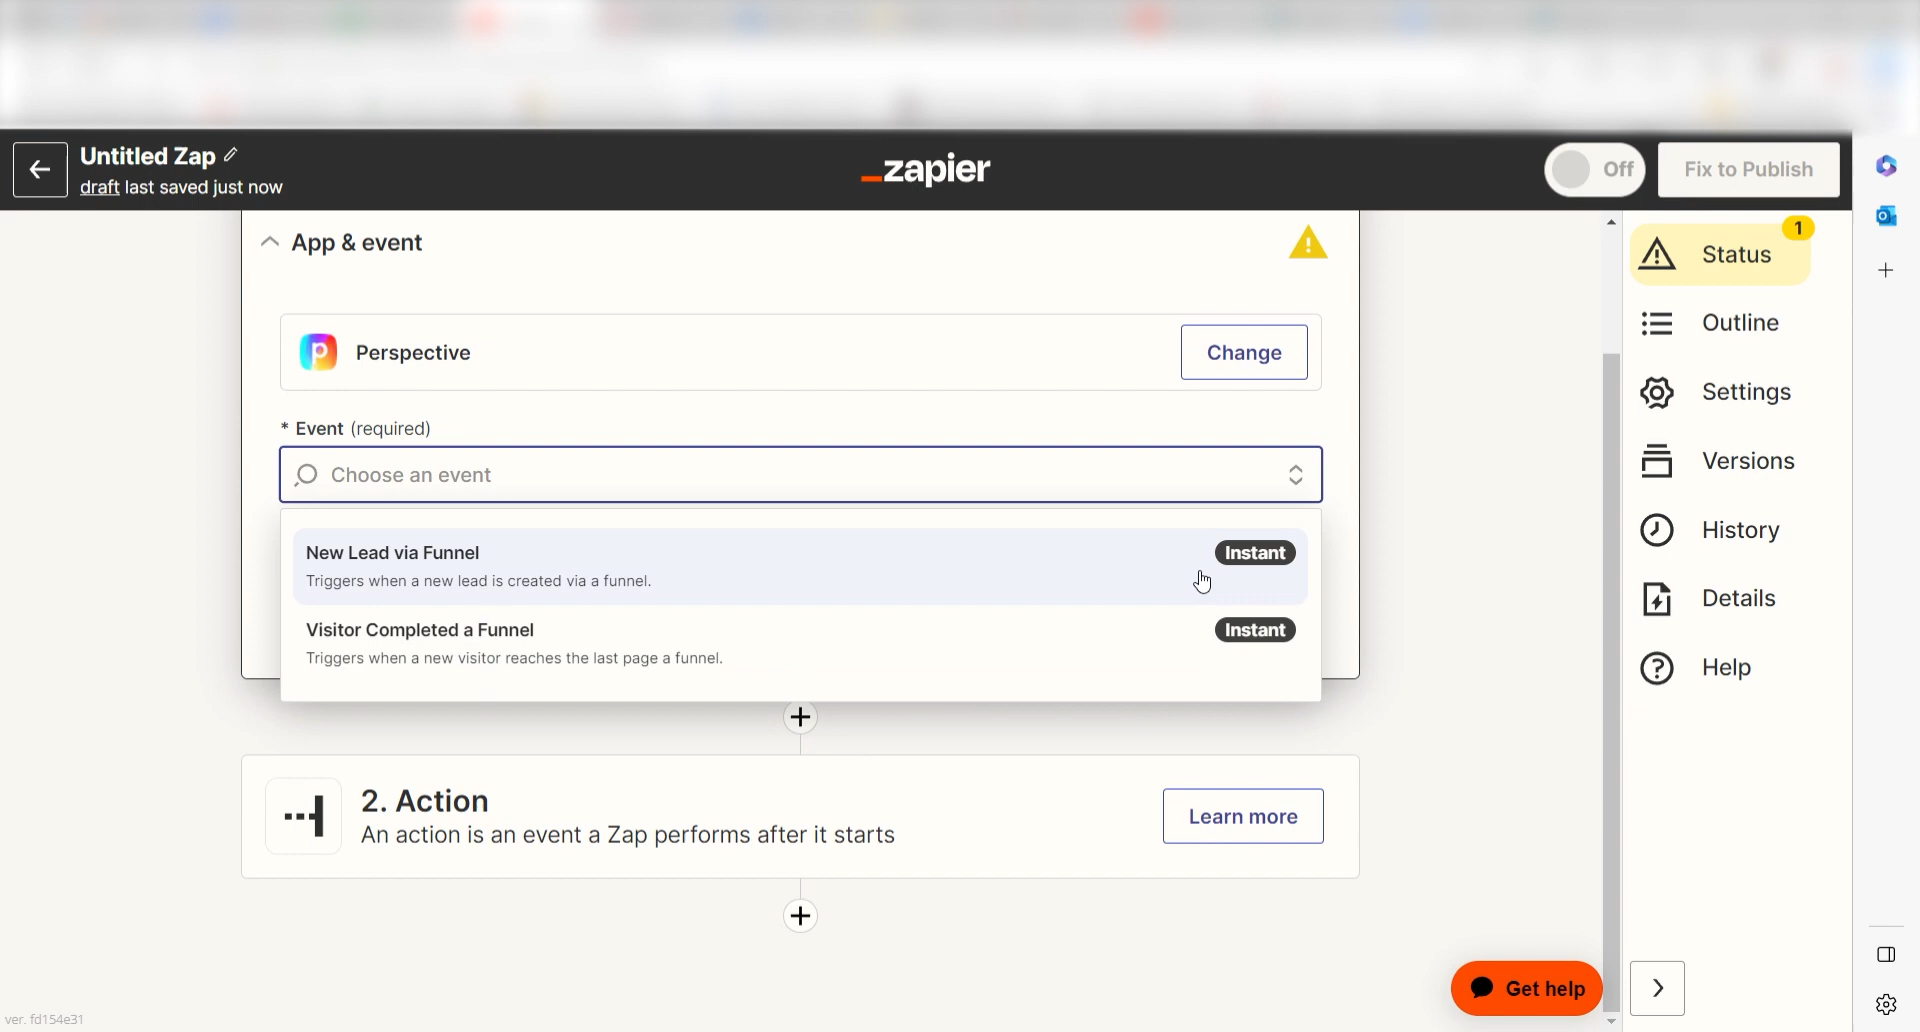 Untitled Zap
draft last saved just now
zapier
Off
Fix to Publish
App & event
Perspective
Change
* Event (required)
Choose an event
New Lead via Funnel
Instant
Triggers when a new lead is created via a funnel.
Visitor Completed a Funnel
Instant
Triggers when a new visitor reaches the last page a funnel.
2. Action
An action is an event a Zap performs after it starts
Learn more
1
Status
Outline
Settings
Versions
History
Details
Help
Get help
ver. fd154e31